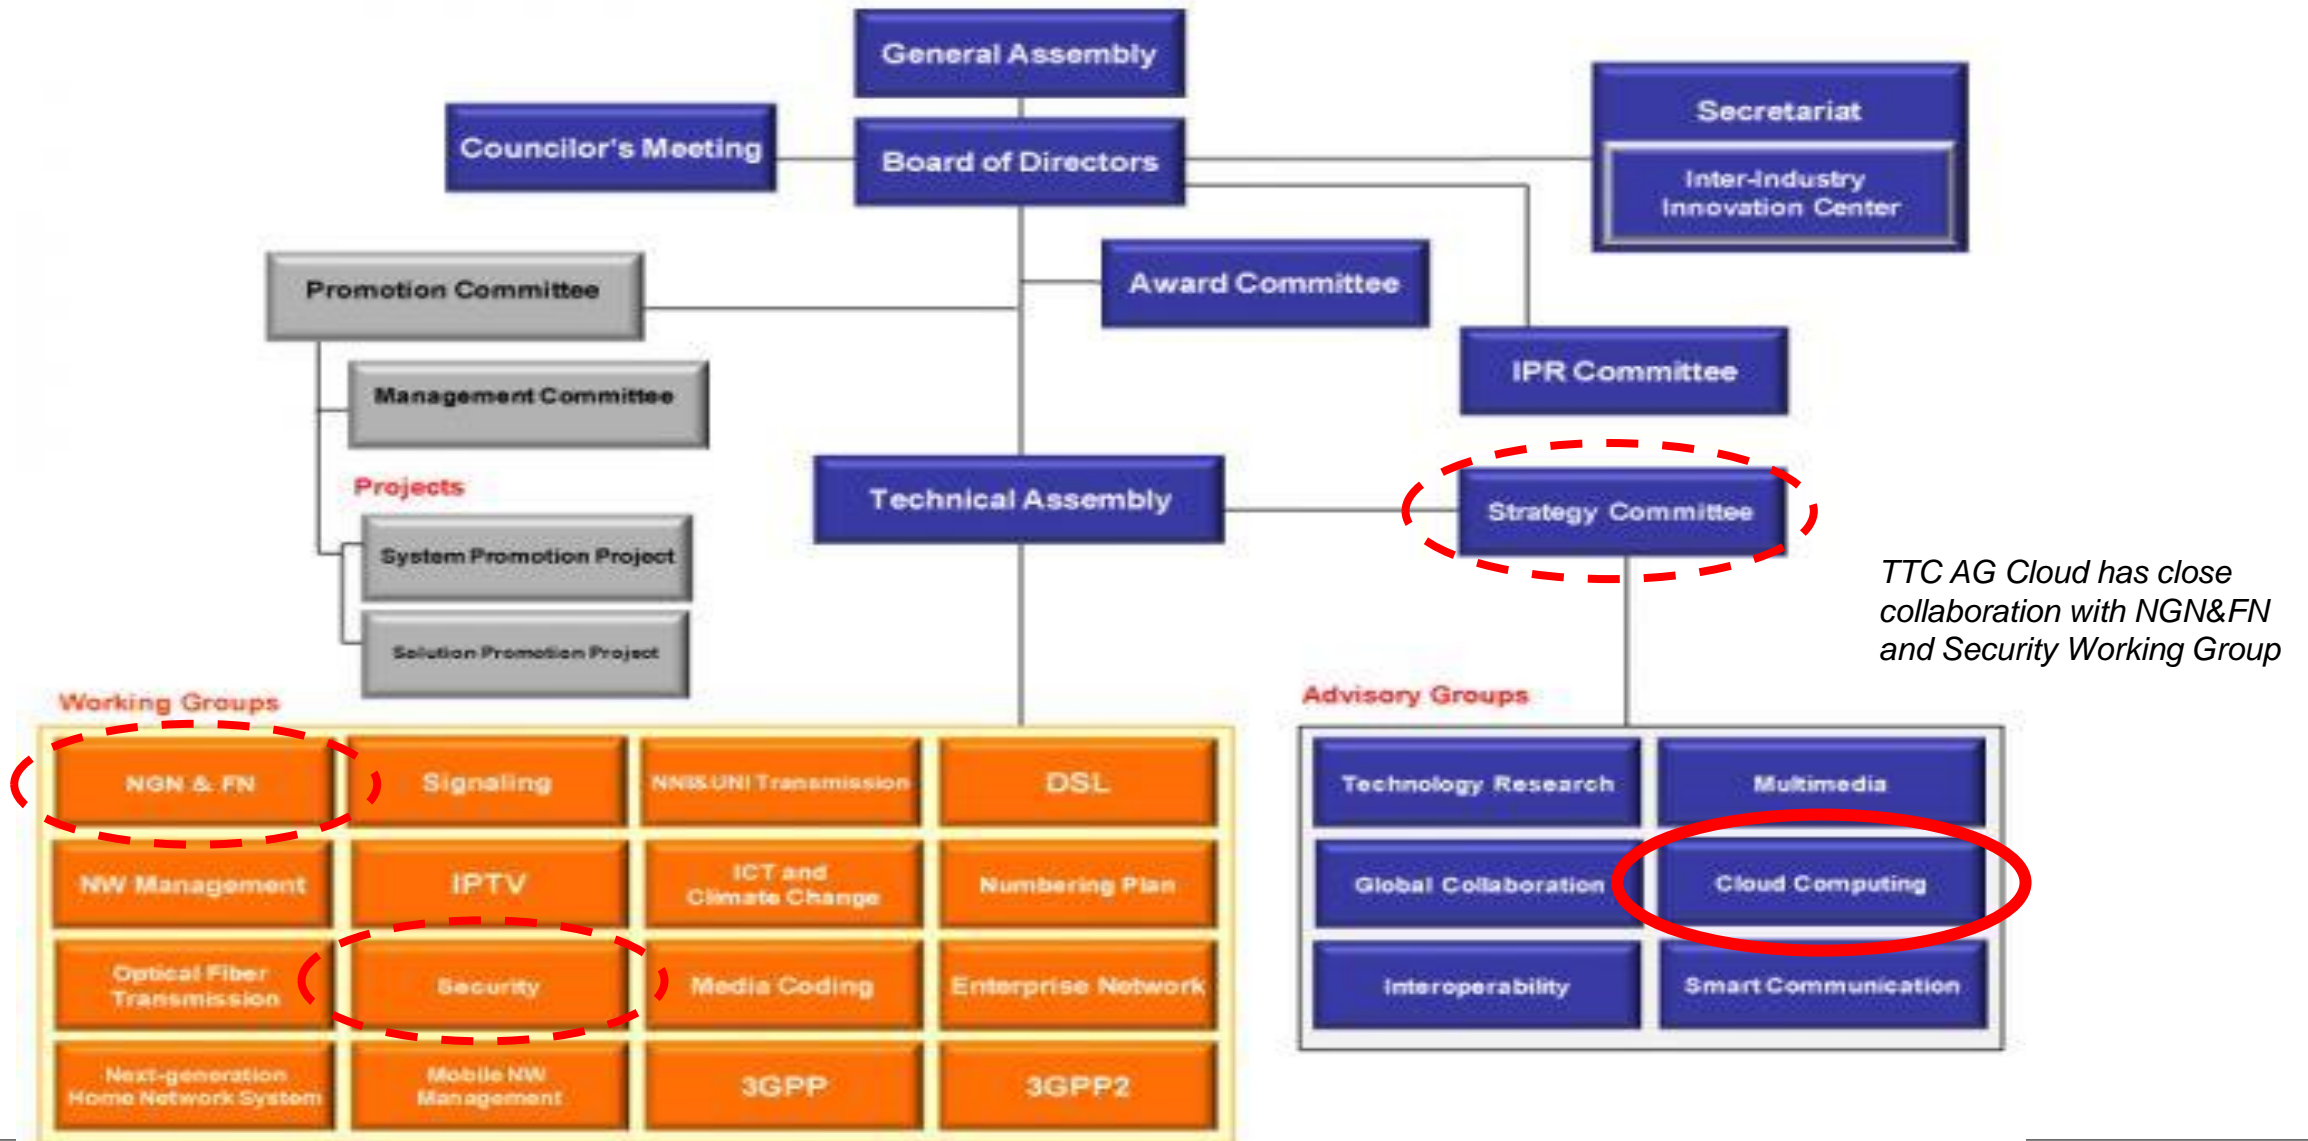 General Assembly
Councilor's Meeting
Board of Directors
Secretariat
Inter-Industry
Innovation Center
Promotion Committee
Award Committee
Management Committee
IPR Committee
Projects
System Promotion Project
Solution Promotion Project
Technical Assembly
Strategy Committee
TTC AG Cloud has close
collaboration with NGN&FN
and Security Working Group
Working Groups
NGN & FN
Signaling
NNI&UNI Transmission
DSL
NW Management
IPTV
ICT and
Climate Change
Numbering Plan
Optical Fiber
Transmission
Security
Media Coding
Enterprise Network
Next-generation
Home Network System
Mobile NW
Management
3GPP
3GPP2
Advisory Groups
Technology Research
Multimedia
Global Collaboration
Cloud Computing
Interoperability
Smart Communication